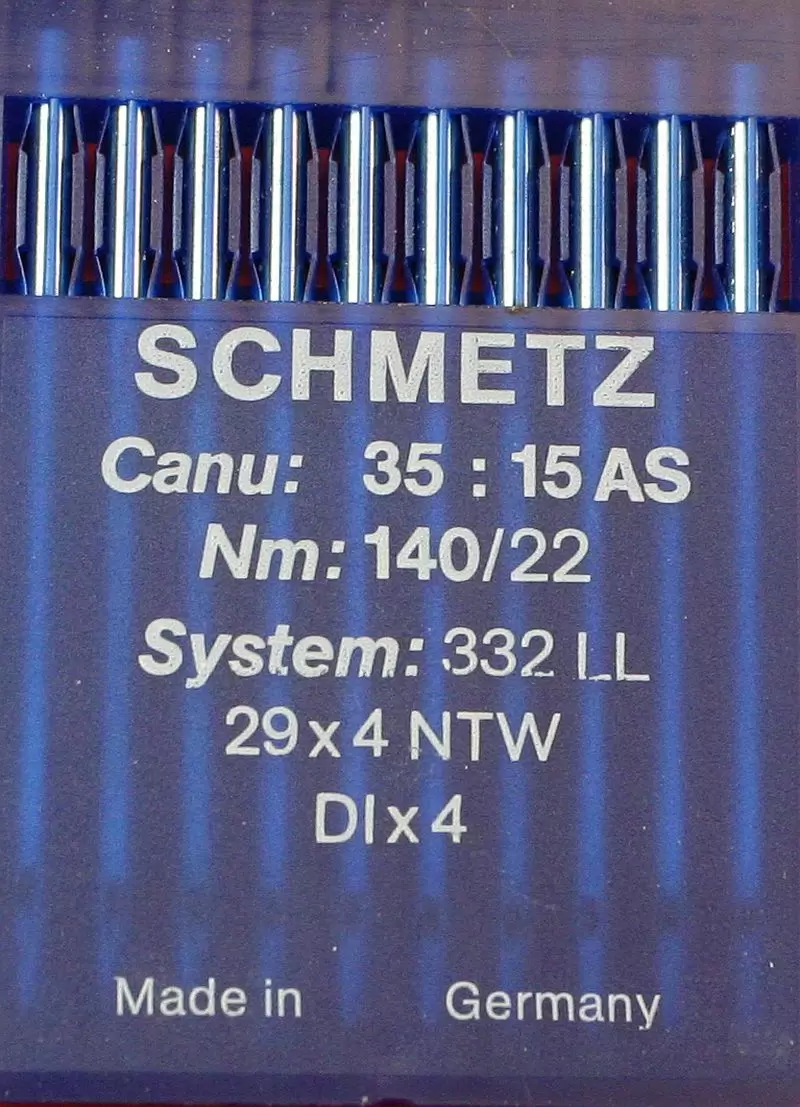 SCHMETZ
Canu: 35 : 15 AS
Nm: 140/22
System: 332 LL
29 x 4 NTW
DI x 4
Made in Germany